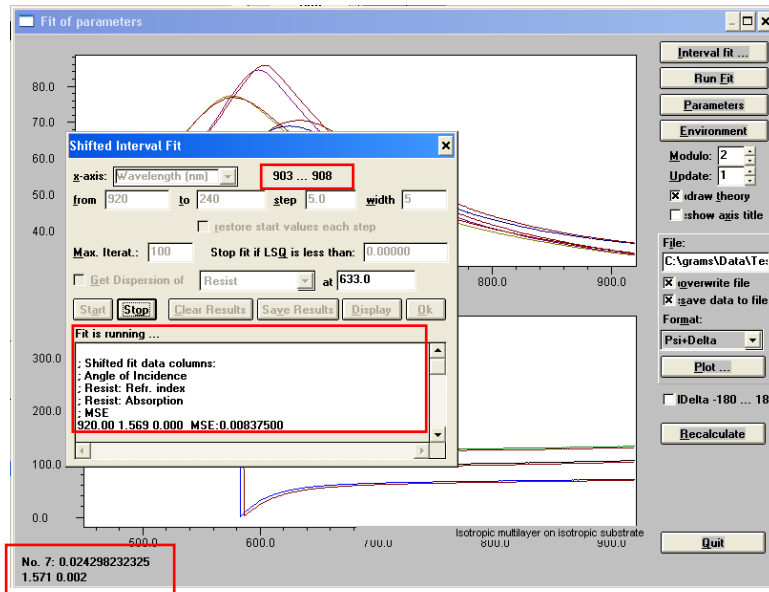 Fit of parameters
80.0
70.0
60.0
50.0
40.0
800.0
900.0
Shifted Interval Fit
x-axis: Wavelength (nm) 903 ... 908
from 920 to 240 step 5.0 width 5
restore start values each step
Max. Iterat.: 100 Stop fit if LSQ is less than: 0.00000
Get Dispersion of Resist at 633.0
Start Stop Clear Results Save Results Display Ok
Fit is running ...
; Shifted fit data columns:
; Angle of Incidence
; Resist: Refr. index
; Resist: Absorption
; MSE
920.00 1.569 0.000 MSE:0.00837500
300.0
200.0
100.0
0.0
500.0
600.0
700.0
800.0
900.0
Isotropic multilayer on isotropic substrate
No. 7: 0.024298232325
1.571 0.002
Interval fit ...
Run Fit
Parameters
Environment
Modulo: 2
Update: 1
:draw theory
:show axis title
File:
C:\grams\Data\Te
:overwrite file
:save data to file
Format:
Psi+Delta
Plot ...
IDelta -180 ... 18
Recalculate
Quit